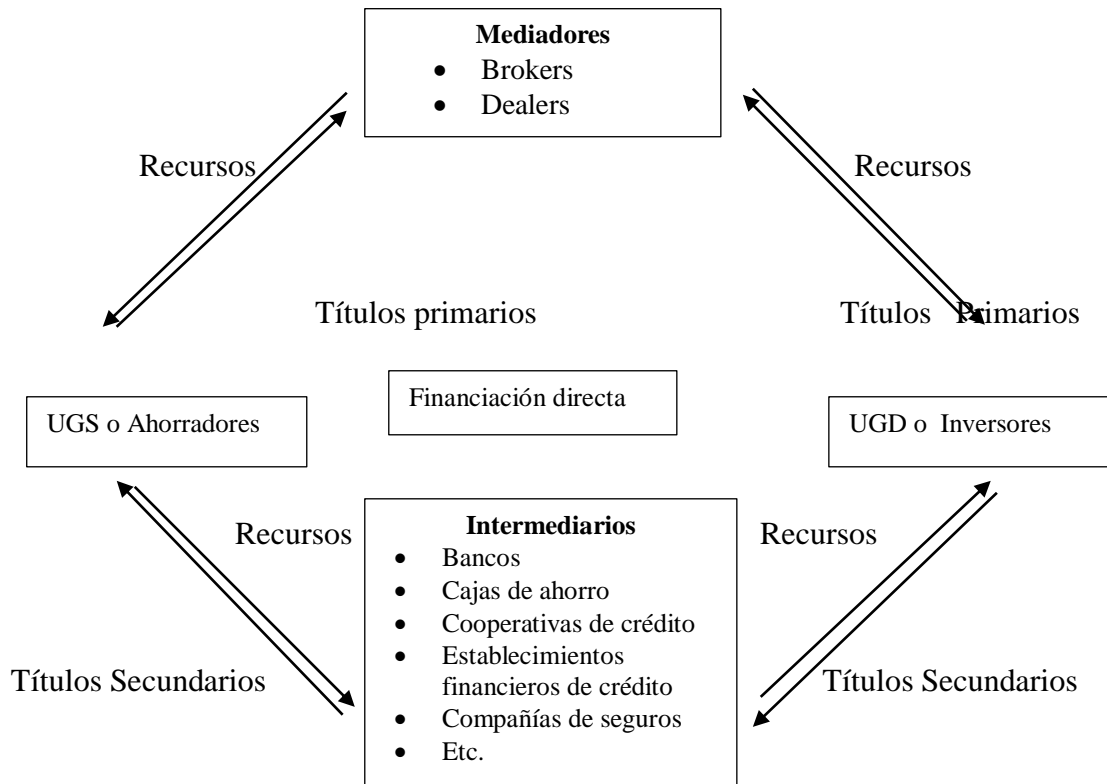 Mediadores
• Brokers
• Dealers
Recursos
Recursos
Títulos primarios
Títulos Primarios
Financiación directa
UGS o Ahorradores
UGD o Inversores
Intermediarios
Recursos
Recursos
• Bancos
• Cajas de ahorro
• Cooperativas de crédito
• Establecimientos
financieros de crédito
Títulos Secundarios
Títulos Secundarios
• Compañías de seguros
• Etc.